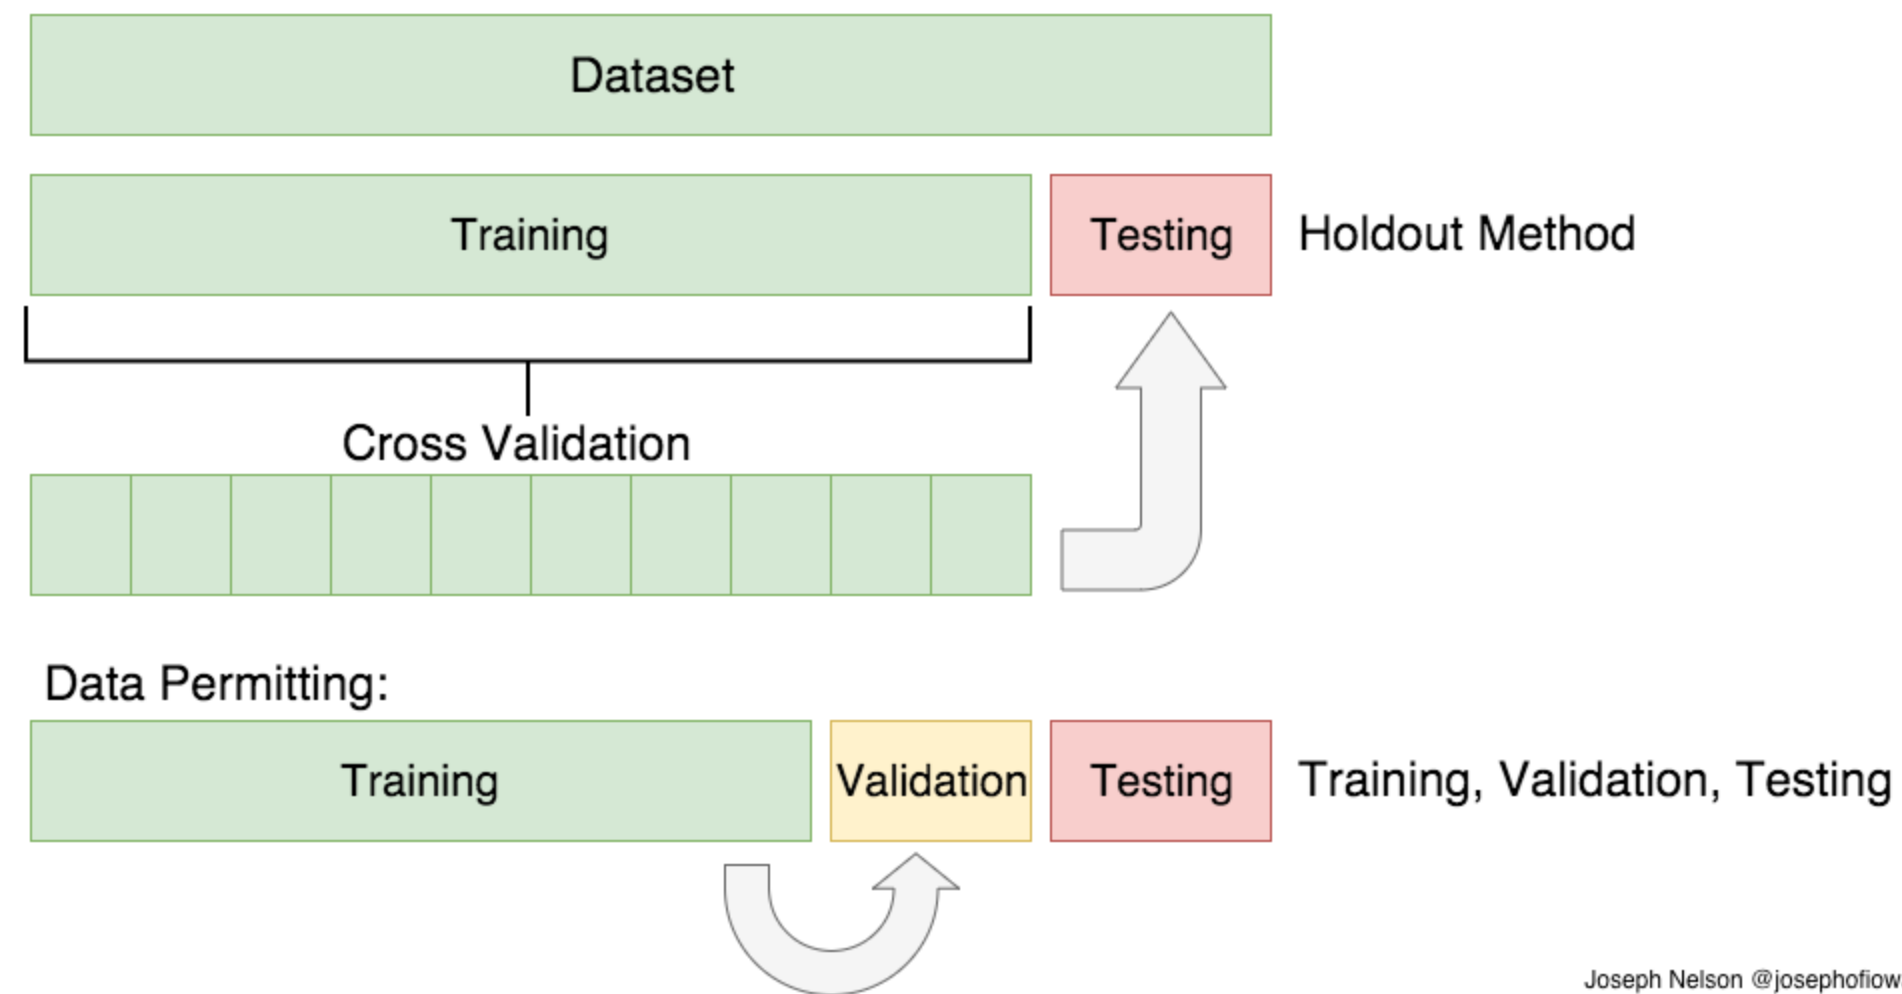 Dataset
Training
Testing
Holdout Method
Cross Validation
Data Permitting:
Training
Validation
Testing
Training, Validation, Testing
Joseph Nelson @josephofiow